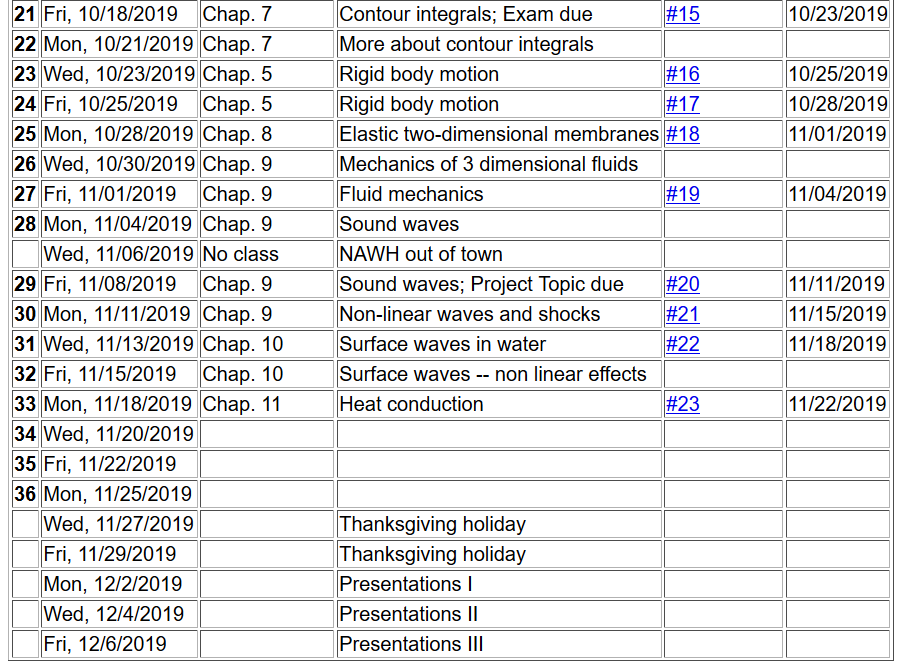 21 Fri, 10/18/2019 Chap. 7 Contour integrals; Exam due #15 10/23/2019
22 Mon, 10/21/2019 Chap. 7 More about contour integrals
23 Wed, 10/23/2019 Chap. 5 Rigid body motion #16 10/25/2019
24 Fri, 10/25/2019 Chap. 5 Rigid body motion #17 10/28/2019
25 Mon, 10/28/2019 Chap. 8 Elastic two-dimensional membranes #18 11/01/2019
26 Wed, 10/30/2019 Chap. 9 Mechanics of 3 dimensional fluids
27 Fri, 11/01/2019 Chap. 9 Fluid mechanics #19 11/04/2019
28 Mon, 11/04/2019 Chap. 9 Sound waves
Wed, 11/06/2019 No class NAWH out of town
29 Fri, 11/08/2019 Chap. 9 Sound waves; Project Topic due #20 11/11/2019
30 Mon, 11/11/2019 Chap. 9 Non-linear waves and shocks #21 11/15/2019
31 Wed, 11/13/2019 Chap. 10 Surface waves in water #22 11/18/2019
32 Fri, 11/15/2019 Chap. 10 Surface waves -- non linear effects
33 Mon, 11/18/2019 Chap. 11 Heat conduction #23 11/22/2019
34 Wed, 11/20/2019
35 Fri, 11/22/2019
36 Mon, 11/25/2019
Wed, 11/27/2019 Thanksgiving holiday
Fri, 11/29/2019 Thanksgiving holiday
Mon, 12/2/2019 Presentations I
Wed, 12/4/2019 Presentations II
Fri, 12/6/2019 Presentations III